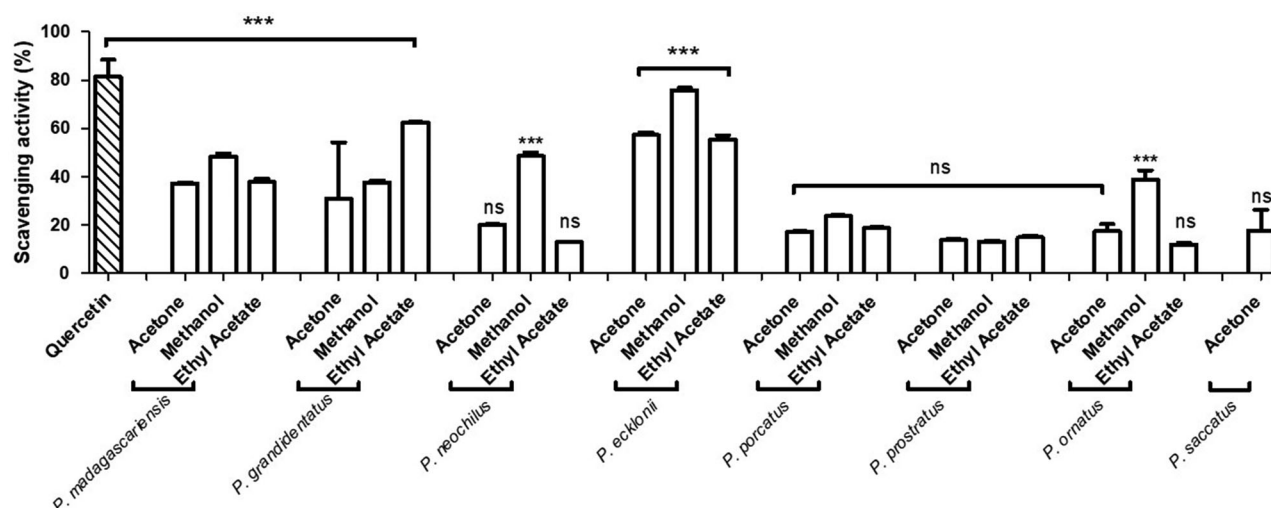 ***
***
***
***
ns
ns
ns
ns
ns
Scavenging activity (%)
100
80
60
40
20
0
Quercetin
Acetone
Methanol
Ethyl Acetate
Acetone
Methanol
Ethyl Acetate
Acetone
Methanol
Ethyl Acetate
Acetone
Methanol
Ethyl Acetate
Acetone
Methanol
Ethyl Acetate
Acetone
Methanol
Ethyl Acetate
Acetone
Methanol
Ethyl Acetate
Acetone
P. madagascariensis
P. grandidentatus
P. neochilus
P. ecklonii
P. porcatus
P. prostratus
P. ornatus
P. saccatus